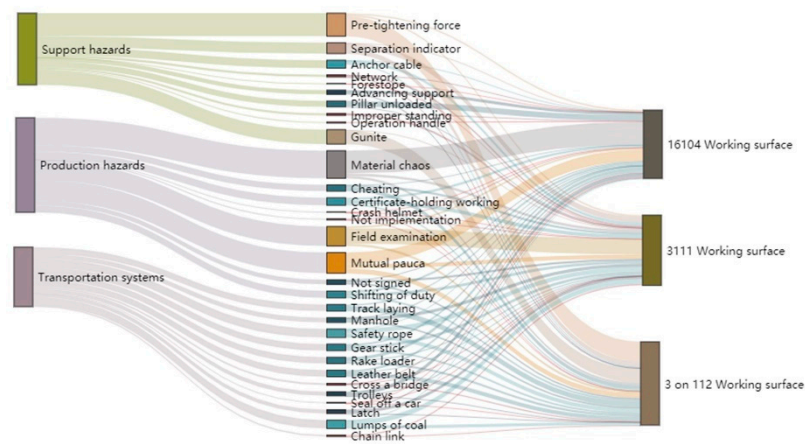 Support hazards
Production hazards
Transportation systems
Pre-tightening force
Separation indicator
Anchor cable
Network
Forestope
Advancing support
Pillar unloaded
Improper standing
Operation handle
Gunite
Material chaos
Cheating
Certificate-holding working
Crash helmet
Not implementation
Field examination
Mutual pauca
Not signed
Shifting of duty
Track laying
Manhole
Safety rope
Gear stick
Rake loader
Leather belt
Cross a bridge
Trolleys
Seal off a car
Latch
Lumps of coal
Chain link
16104 Working surface
3111 Working surface
3 on 112 Working surface